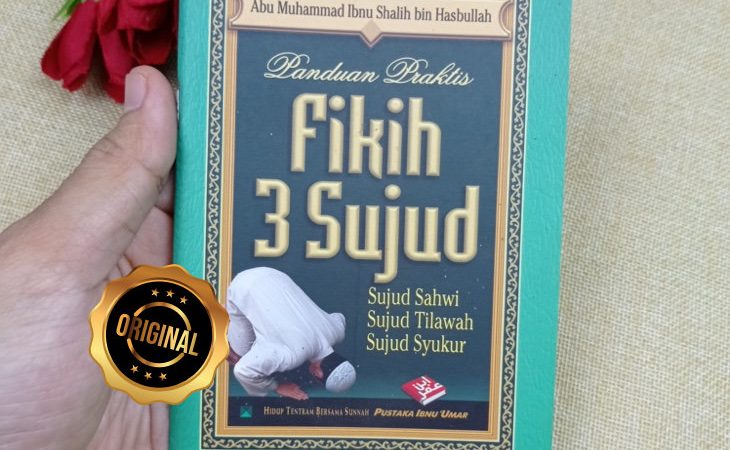 Abu Muhammad Ibnu Shalih bin Hasbullah
Panduan Praktis
Fikih
3 Sujud
Sujud Sahwi
Sujud Tilawah
Sujud Syukur
ORIGINAL
HIDUP TENTRAM BERSAMA SUNNAH PUSTAKA IBNU 'UMAR